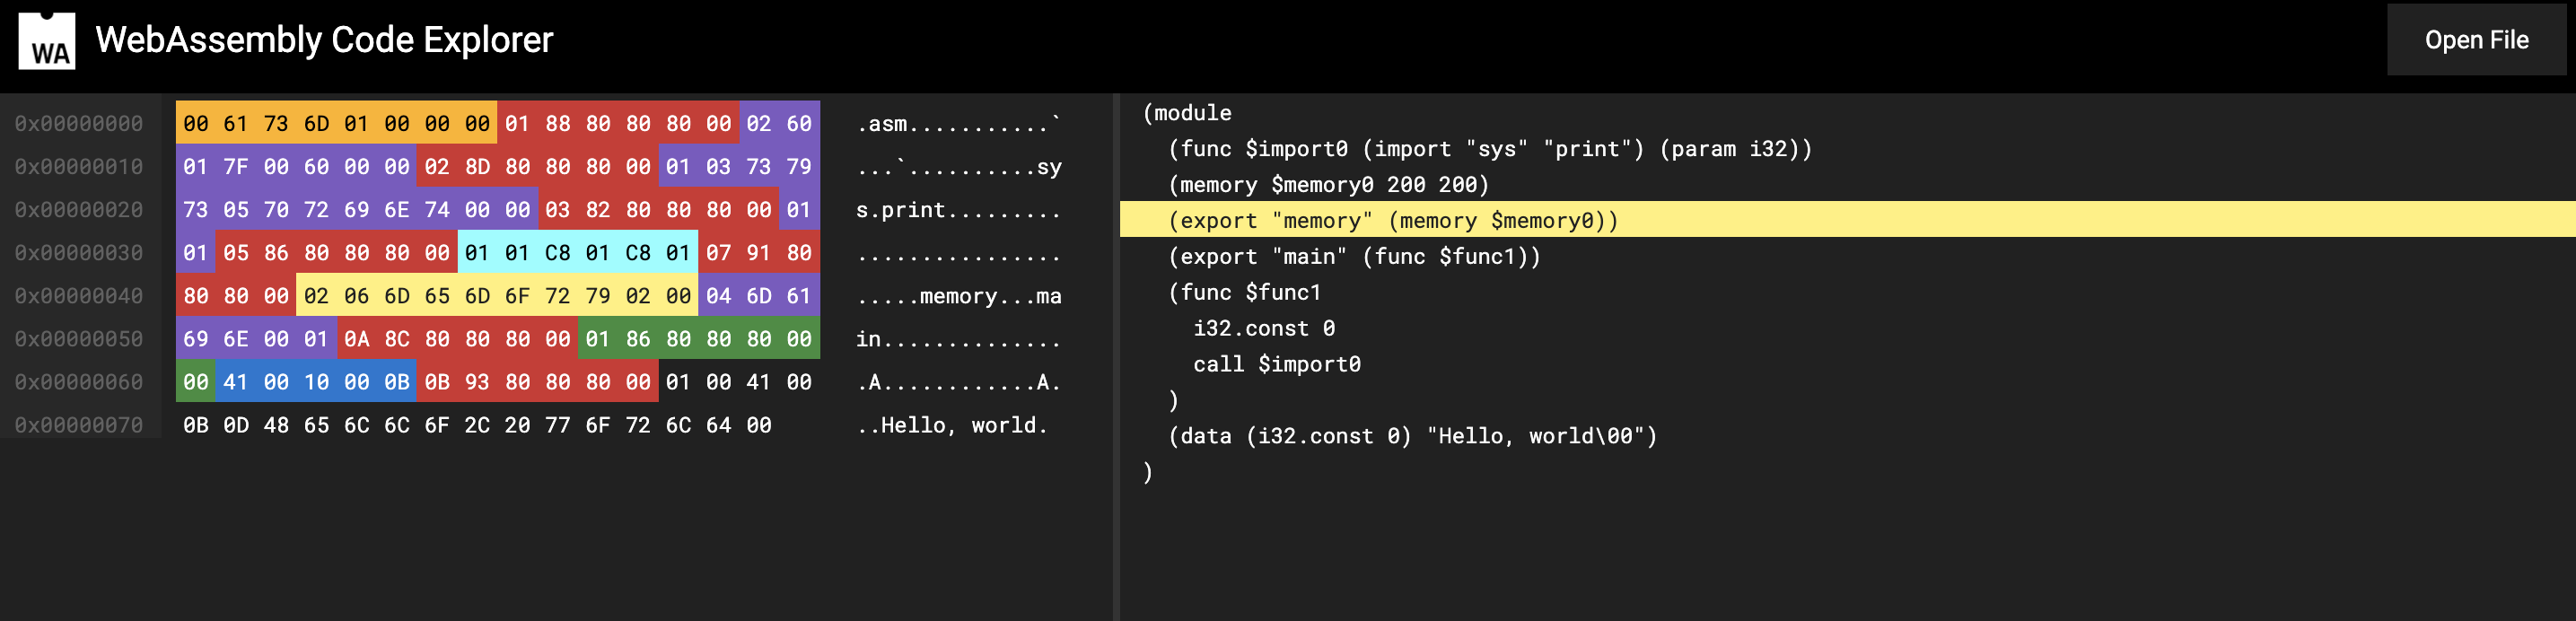 WA WebAssembly Code Explorer Open File
0x00000000 00 61 73 6D 01 00 00 00 01 88 80 80 80 00 02 60 .asm...........`
0x00000010 01 7F 00 60 00 00 02 8D 80 80 80 00 01 03 73 79 ...`..........sy
0x00000020 73 05 70 72 69 6E 74 00 00 03 82 80 80 80 00 01 s.print.........
0x00000030 01 05 86 80 80 80 00 01 01 C8 01 C8 01 07 91 80 ................
0x00000040 80 80 00 02 06 6D 65 6D 6F 72 79 02 00 04 6D 61 .....memory...ma
0x00000050 69 6E 00 01 0A 8C 80 80 80 00 01 86 80 80 80 00 in..............
0x00000060 00 41 00 10 00 0B 0B 93 80 80 80 00 01 00 41 00 .A............A.
0x00000070 0B 0D 48 65 6C 6C 6F 2C 20 77 6F 72 6C 64 00 ..Hello, world.
(module
(func $import0 (import "sys" "print") (param i32))
(memory $memory0 200 200)
(export "memory" (memory $memory0))
(export "main" (func $func1))
(func $func1
i32.const 0
call $import0
)
(data (i32.const 0) "Hello, world\00")
)